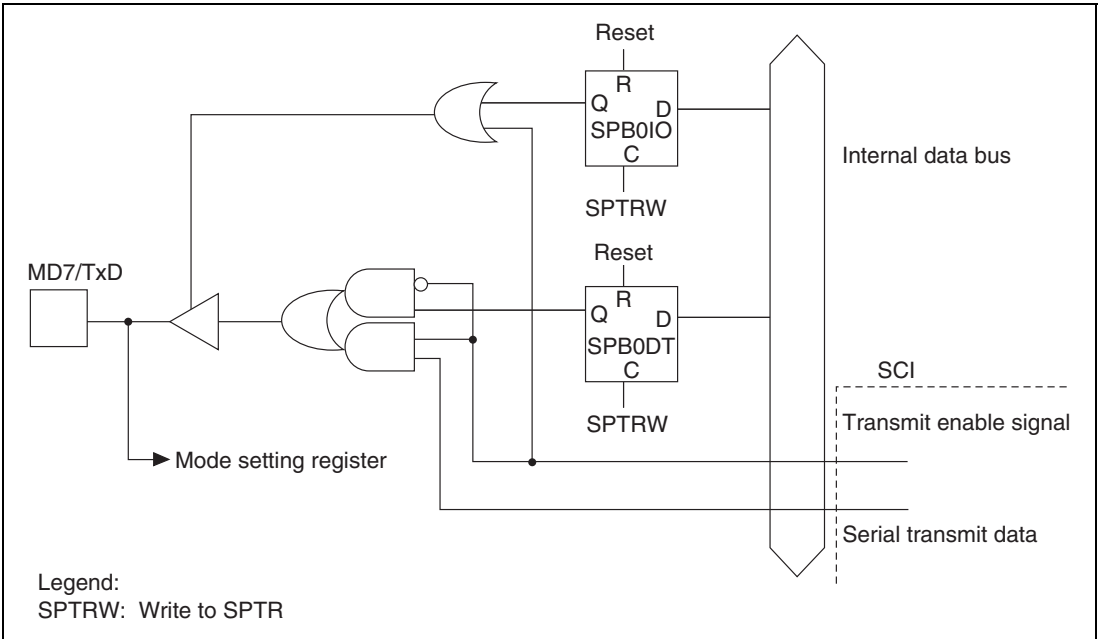 Reset
R
Q
D
SPB0IO
C
SPTRW
Internal data bus
Reset
MD7/TxD
R
Q
D
SPB0DT
C
SPTRW
SCI
Transmit enable signal
Mode setting register
Serial transmit data
Legend:
SPTRW: Write to SPTR